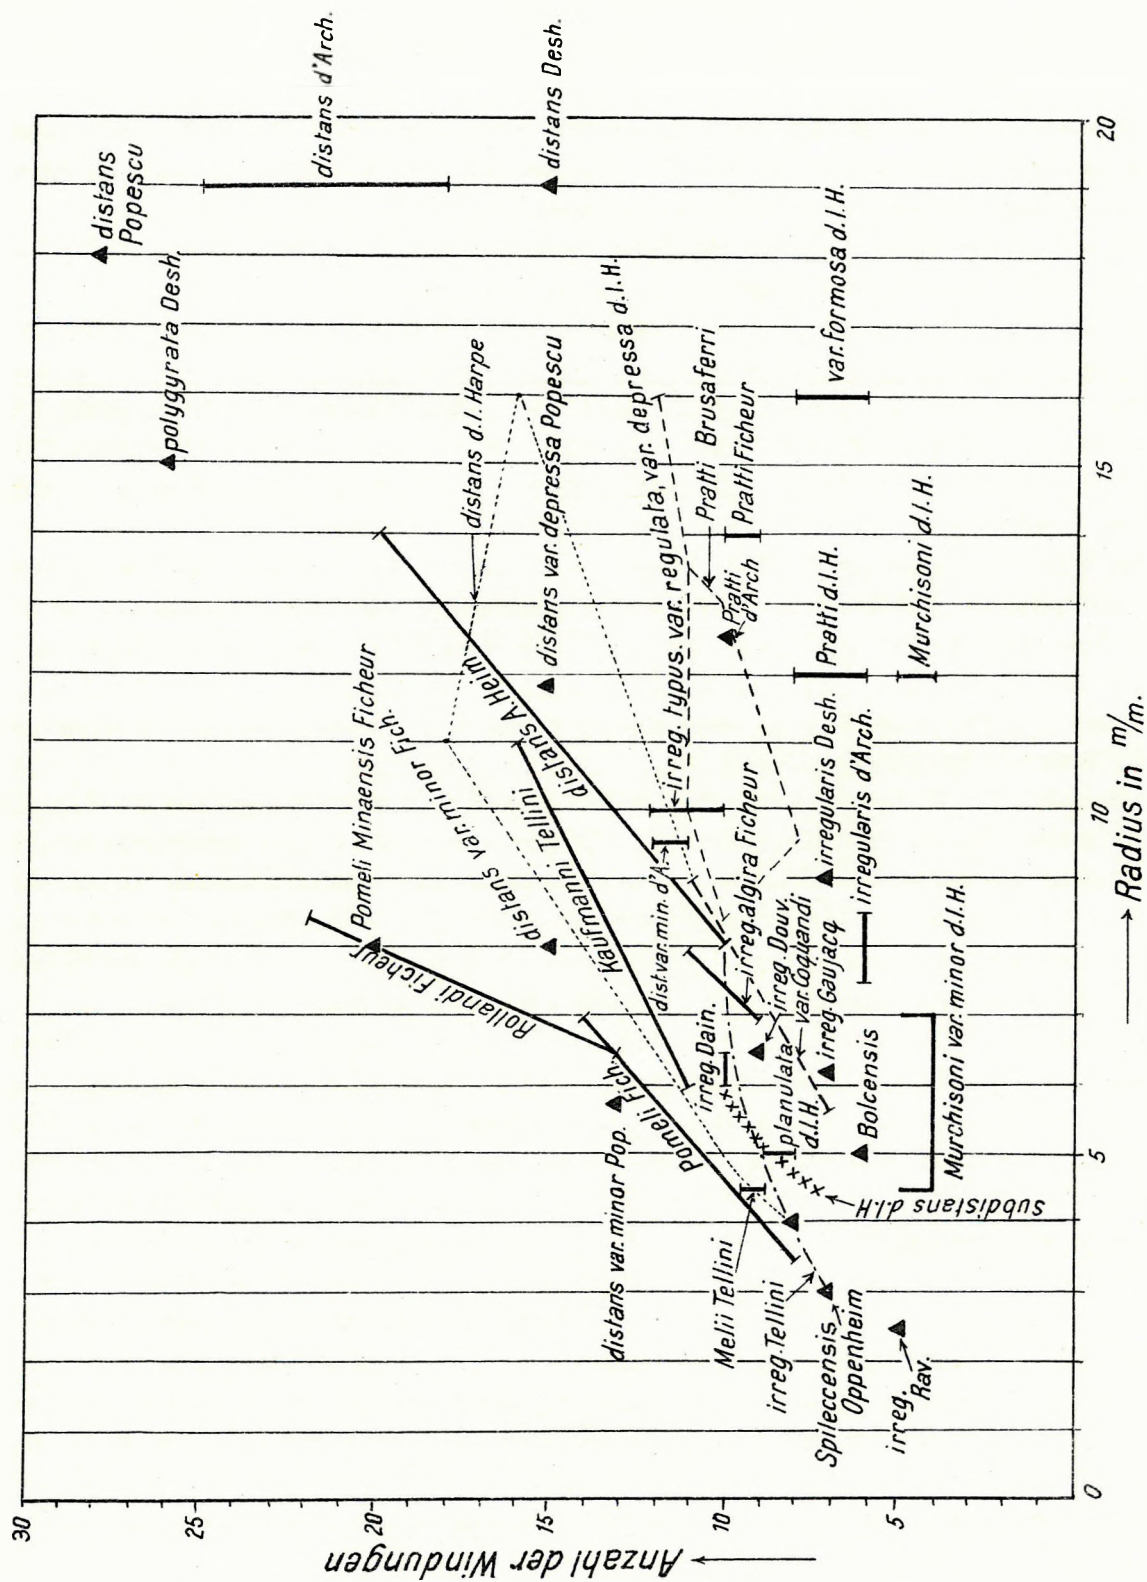 distans
Popescu
distans d'Arch.
distans Desh.
polygyrata Desh.
distans d.l. Harpe
distans var. depressa Popescu
irreg. typus. var. regulata, var. depressa d.l.H.
var. formosa d.l.H.
Pratti Brusaferri
Pratti Ficheur
Pratti
d'Arch
Pratti d.l.H.
Murchisoni d.l.H.
distans A. Heim
Pomeli Minaensis Ficheur
distans var. minor Fich.
Kaufmanni Tellini
Rollandi Ficheur
dist. var. min. d'A.
irreg. algira Ficheur
irregularis Desh.
irregularis d'Arch.
irreg. Dain.
irreg. Douv.
var. Coqiandi
irreg. Gaujacq
planulata
d.l.H.
Bolcensis
Murchisoni var. minor d.l.H.
subdistans d.l.H
distans var. minor Pop.
Pomeli Fich.
Melii Tellini
irreg. Tellini
Spileccensis
Oppenheim
irreg.
Rav.
30
20
15
10
5
0
5
10
15
20
Anzahl der Windungen
Radius in m/m.